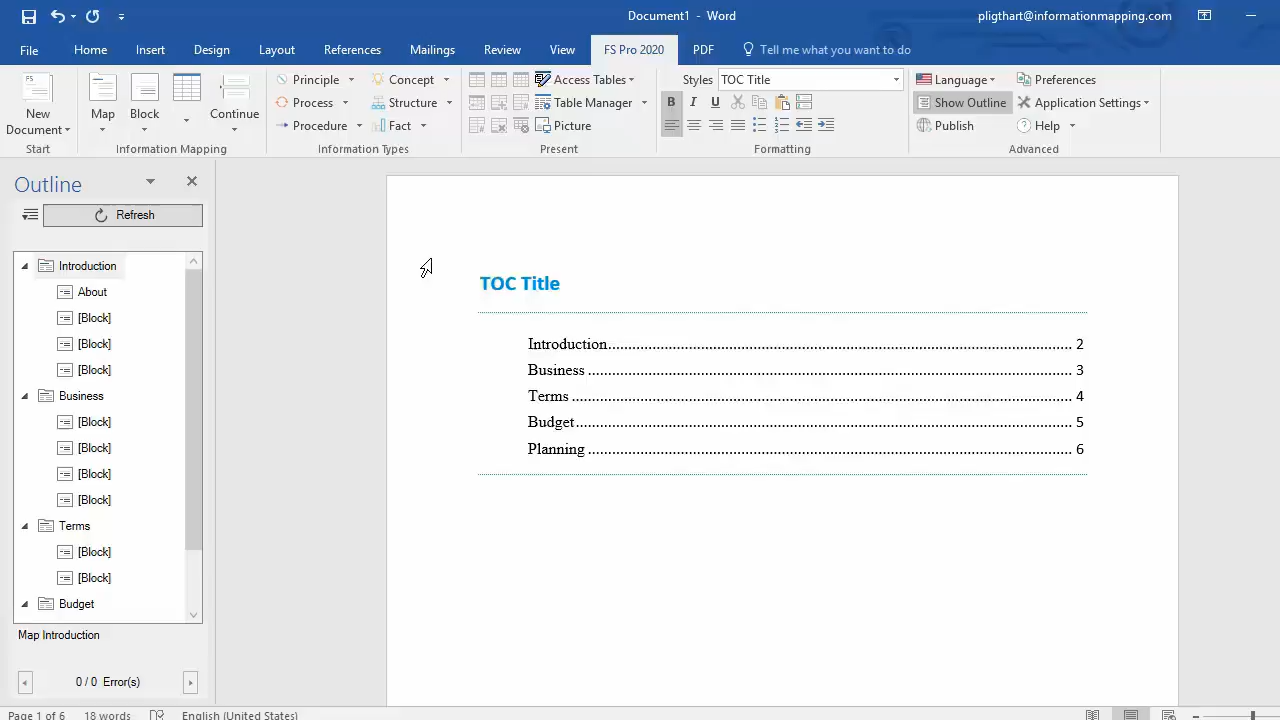 Document1 - Word
pligthart@informationmapping.com
File Home Insert Design Layout References Mailings Review View FS Pro 2020 PDF Tell me what you want to do
FS
New Document
Start
Map Block Continue
Information Mapping
Principle Concept
Process Structure
Procedure Fact
Information Types
Access Tables
Table Manager
Picture
Present
Styles TOC Title
B I U
Formatting
Language Preferences
Show Outline Application Settings
Publish Help
Advanced
Outline
Refresh
Introduction
About
[Block]
[Block]
[Block]
Business
[Block]
[Block]
[Block]
[Block]
Terms
[Block]
[Block]
Budget
Map Introduction
0 / 0 Error(s)
TOC Title
Introduction 2
Business 3
Terms 4
Budget 5
Planning 6
Page 1 of 6 18 words English (United States)